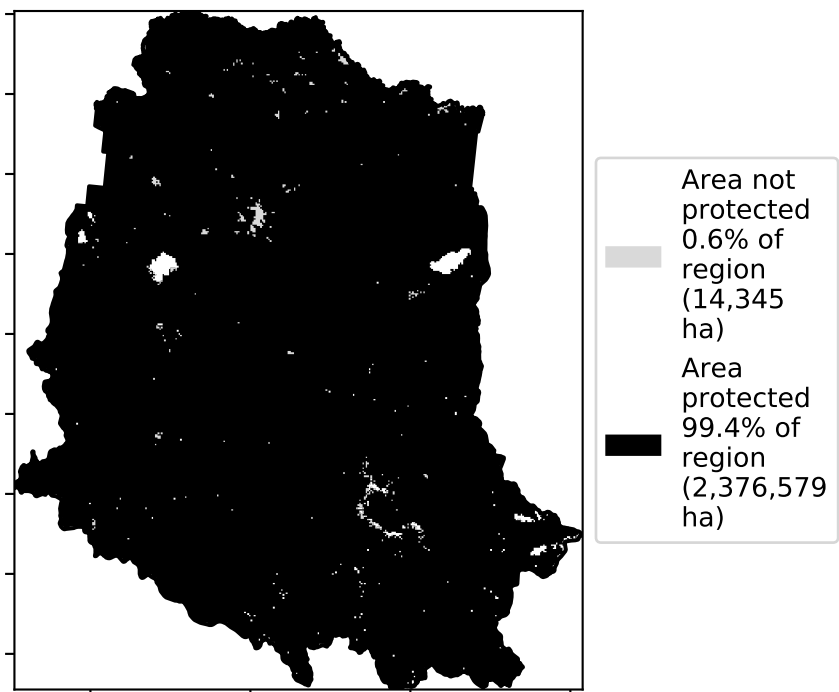 Area not
protected
0.6% of
region
(14,345
ha)
Area
protected
99.4% of
region
(2,376,579
ha)